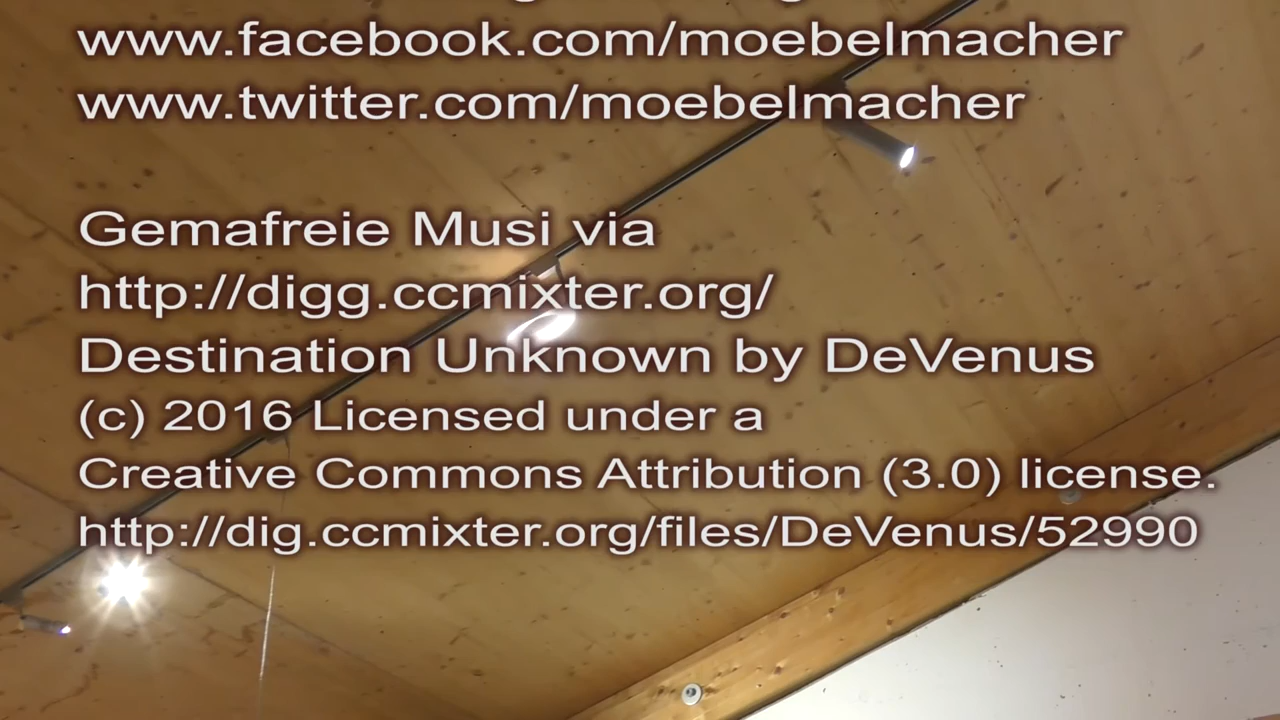 www.facebook.com/moebelmacher
www.twitter.com/moebelmacher
Gemafreie Musi via
http://digg.ccmixter.org/
Destination Unknown by DeVenus
(c) 2016 Licensed under a
Creative Commons Attribution (3.0) license.
http://dig.ccmixter.org/files/DeVenus/52990